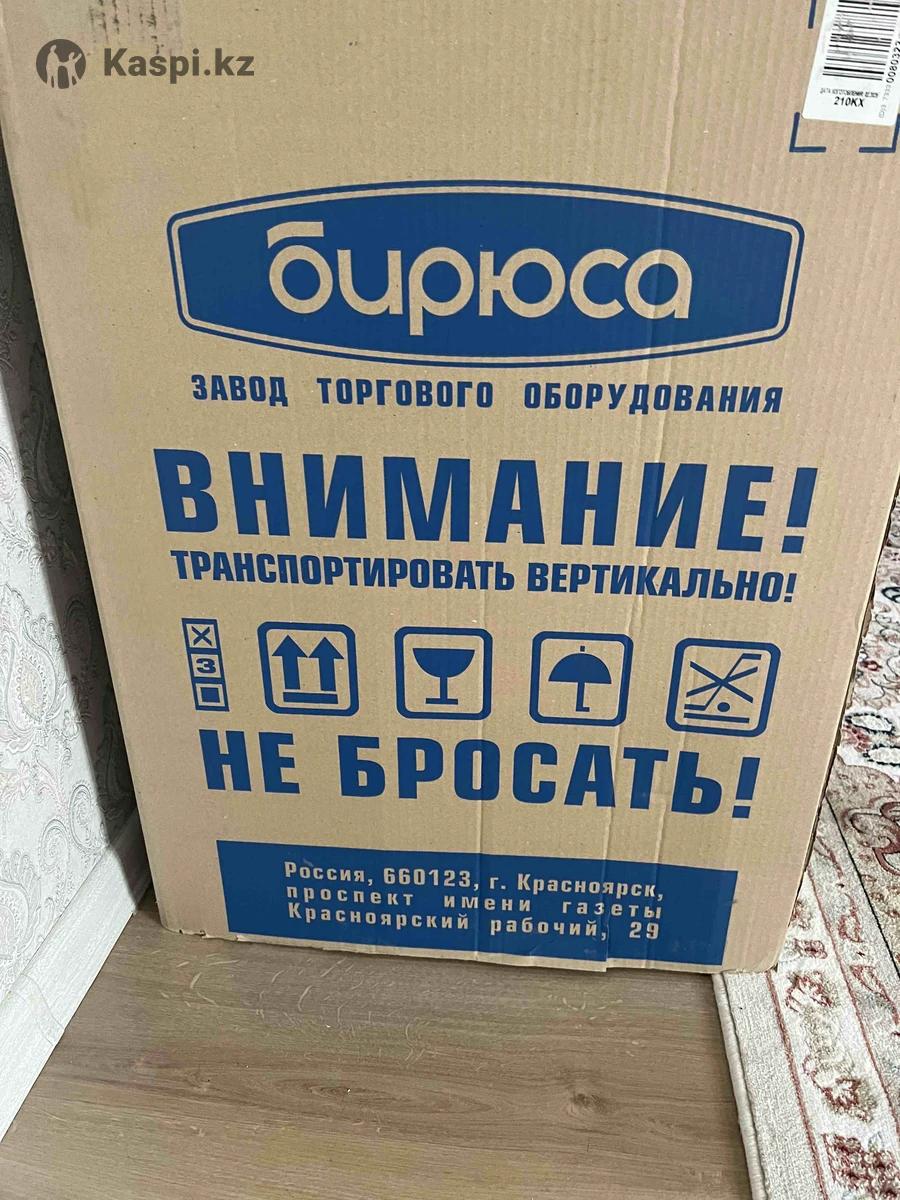 Kaspi.kz
210KX
бирюса
ЗАВОД ТОРГОВОГО ОБОРУДОВАНИЯ
ВНИМАНИЕ!
ТРАНСПОРТИРОВАТЬ ВЕРТИКАЛЬНО!
Х
З
НЕ БРОСАТЬ!
Россия, 660123, г. Красноярск,
проспект имени газеты
Красноярский рабочий, 29